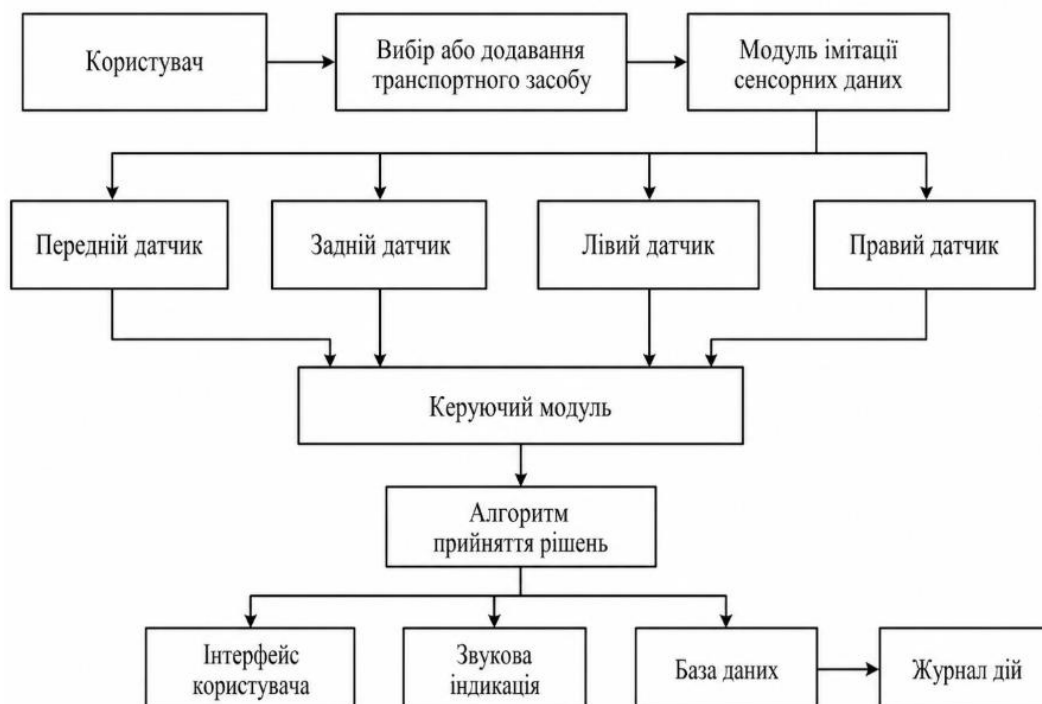 Користувач
Вибір або додавання
транспортного засобу
Модуль імітації
сенсорних даних
Передній датчик
Задній датчик
Лівий датчик
Правий датчик
Керуючий модуль
Алгоритм
прийняття рішень
Інтерфейс
користувача
Звукова
індикація
База даних
Журнал дій